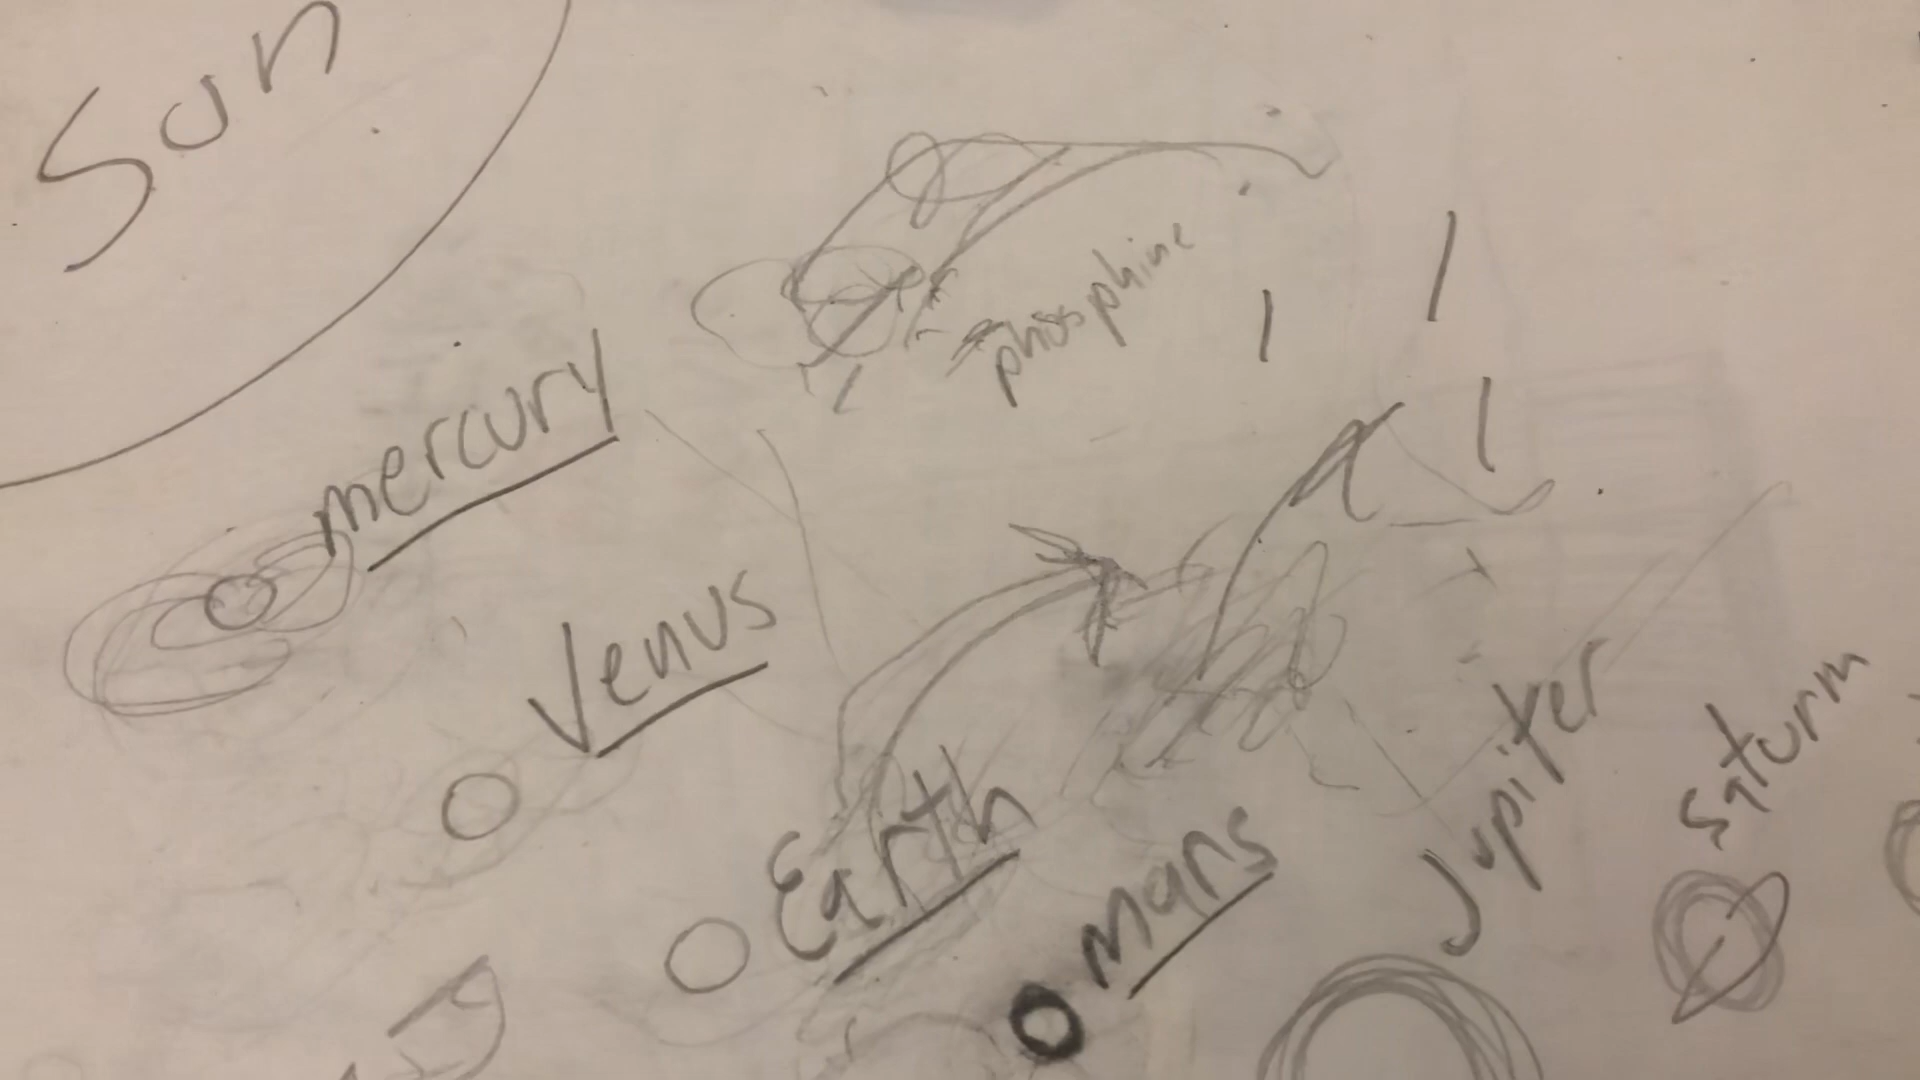 Sun
phosphine
mercury
Venus
Earth
mars
Jupiter
Saturn